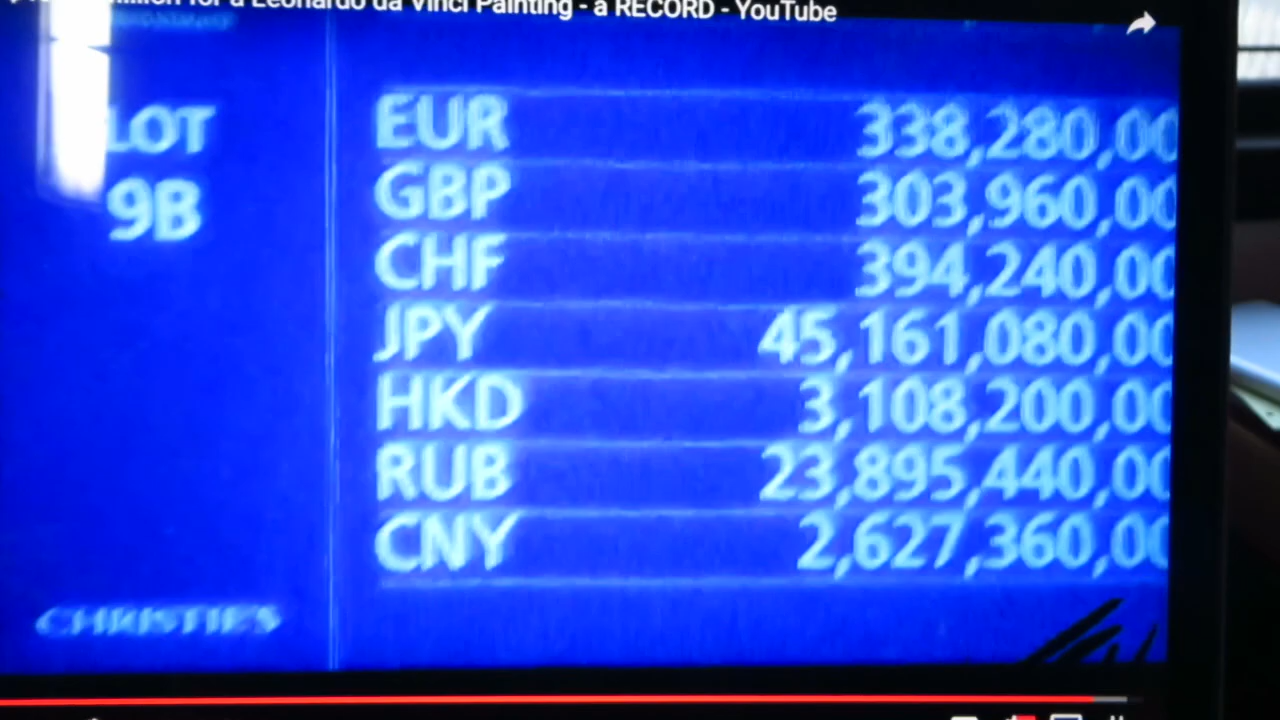 illion for a Leonardo da Vinci Painting - a RECORD - YouTube
LOT
9B
EUR 338,280,00
GBP 303,960,00
CHF 394,240,00
JPY 45,161,080,00
HKD 3,108,200,00
RUB 23,895,440,00
CNY 2,627,360,00
CHRISTIE'S